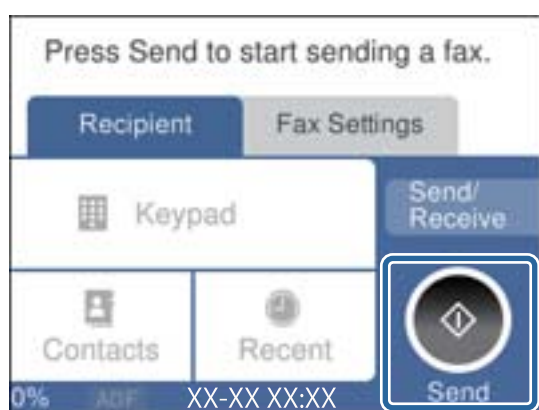 Press Send to start sending a fax.
Recipient
Fax Settings
Keypad
Send/
Receive
Contacts
Recent
Send
0% ADF XX-XX XX:XX